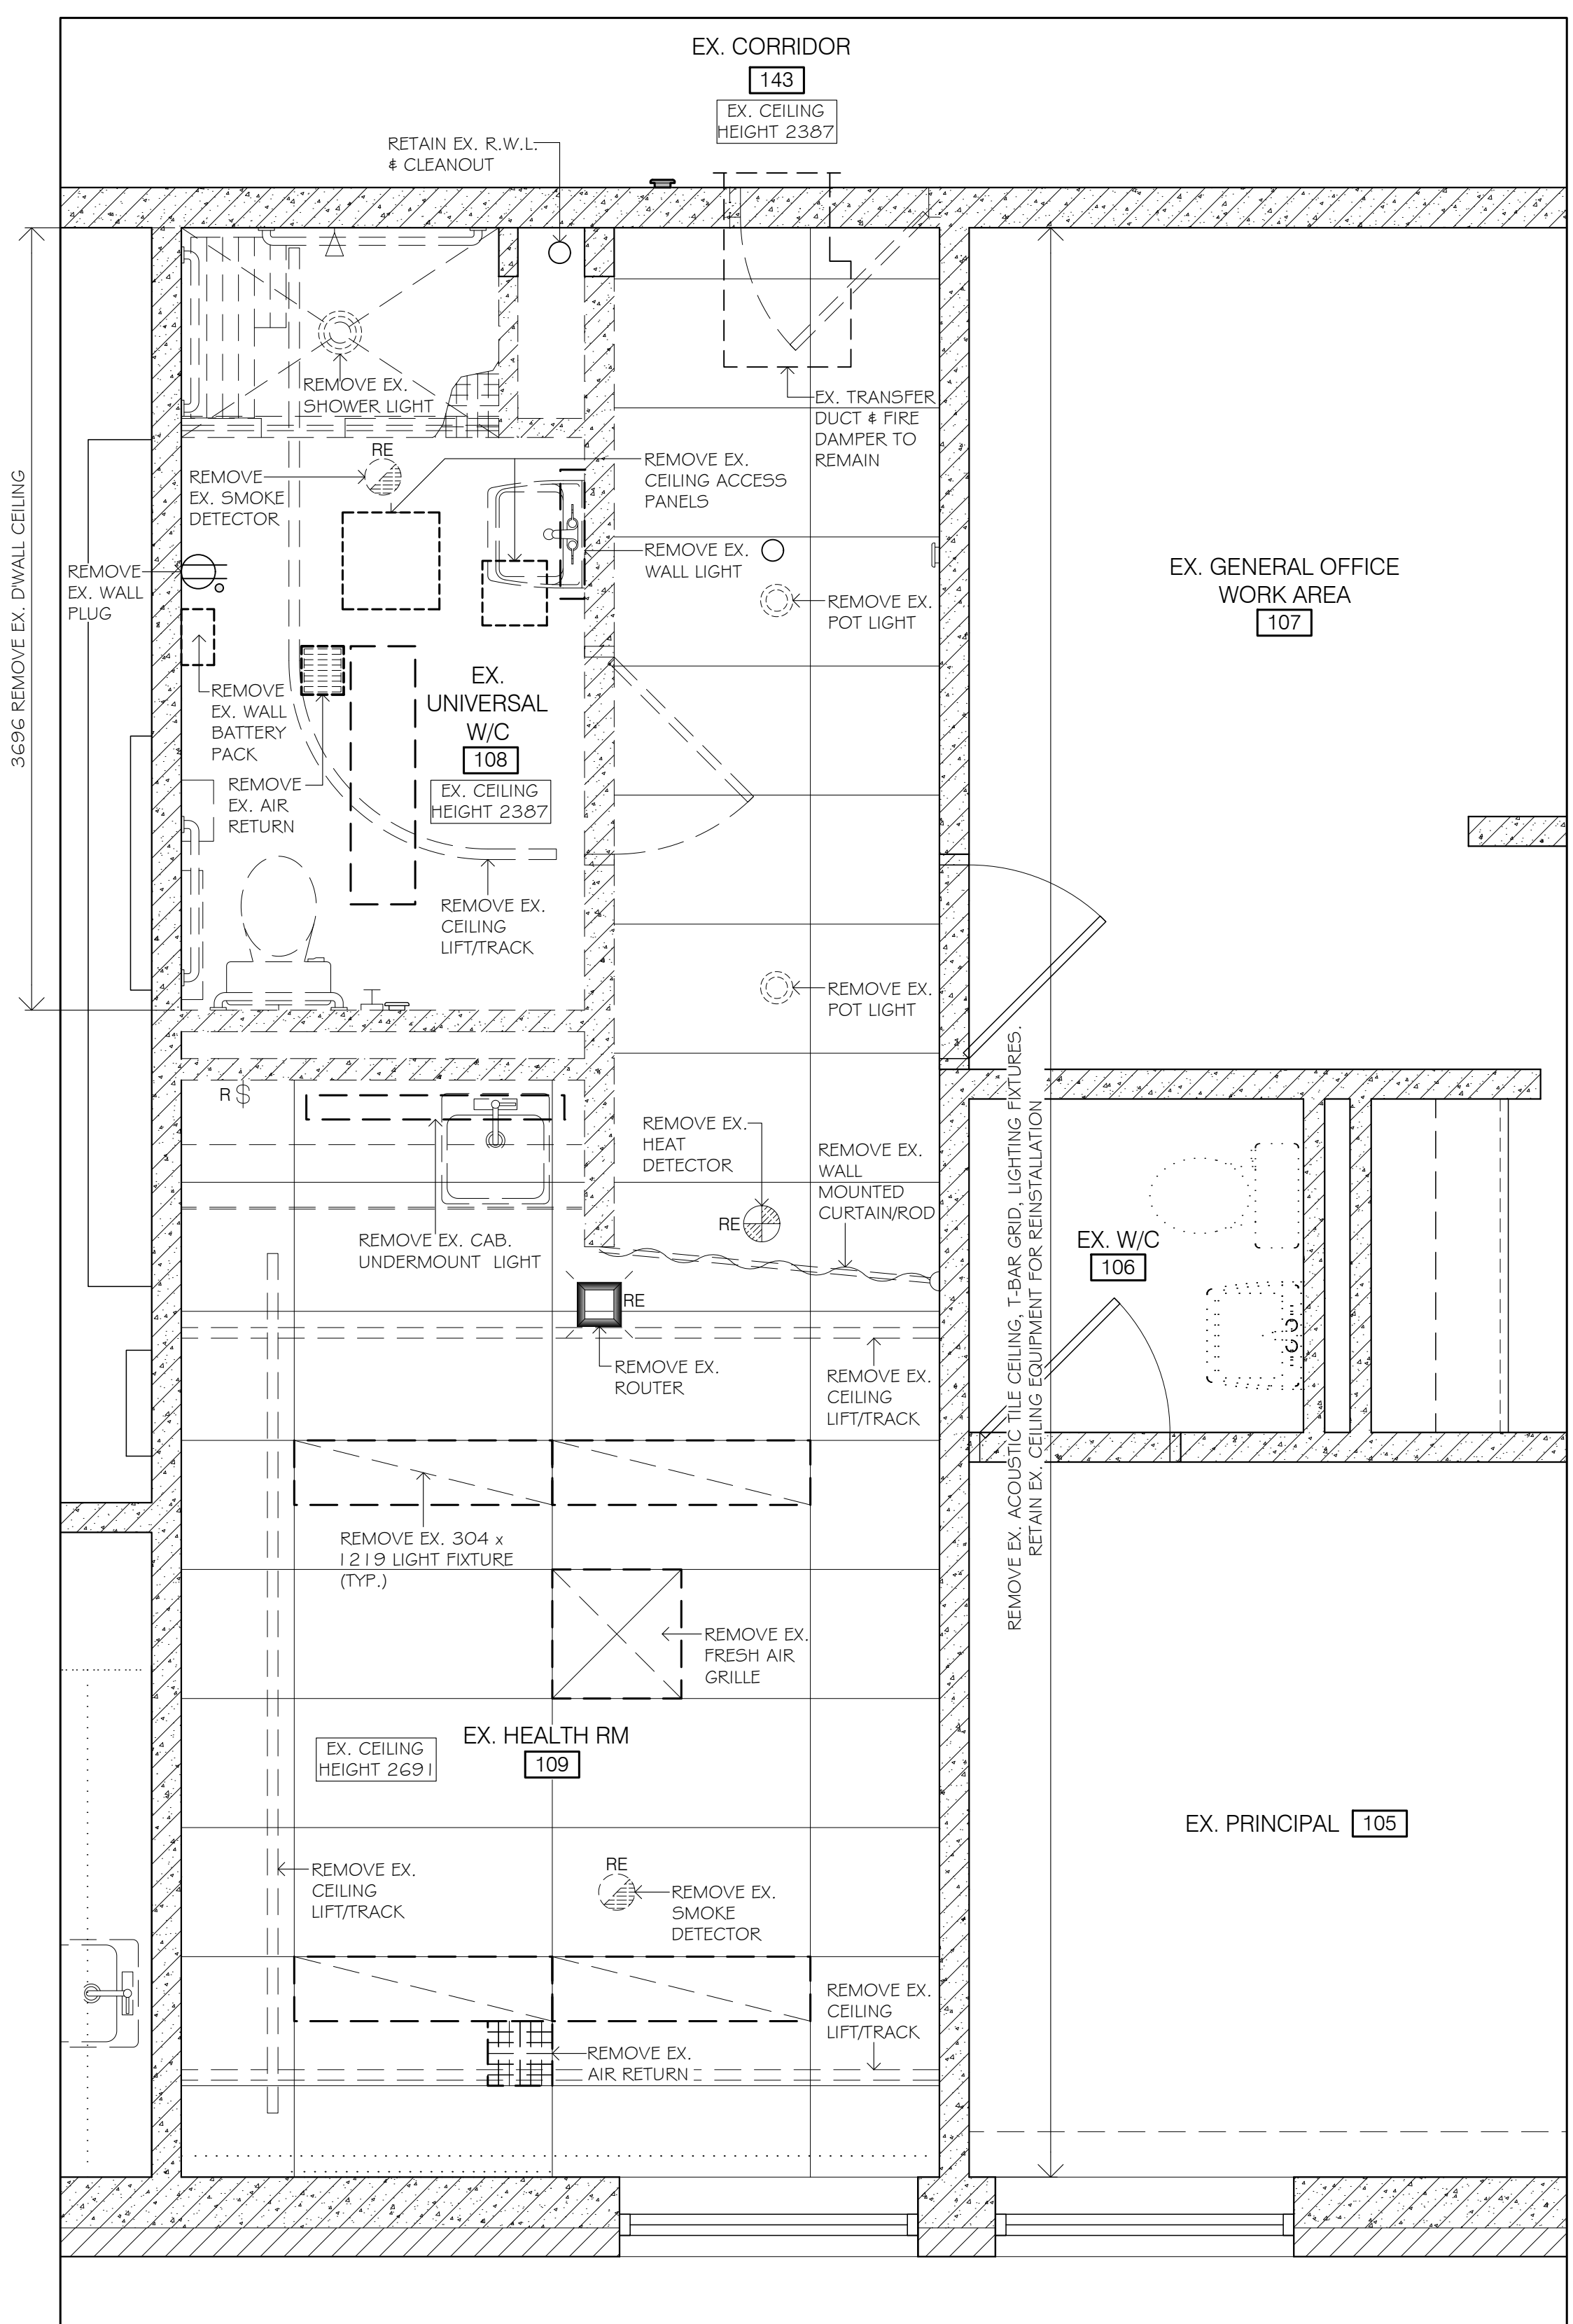 EX. CORRIDOR
143
EX. CEILING
HEIGHT 2387
RETAIN EX. R.W.L.
& CLEANOUT
REMOVE EX.
SHOWER LIGHT
EX. TRANSFER
DUCT & FIRE
DAMPER TO
REMAIN
RE
REMOVE
EX. SMOKE
DETECTOR
REMOVE EX.
CEILING ACCESS
PANELS
3696 REMOVE EX. D'WALL CEILING
REMOVE
EX. WALL
PLUG
REMOVE EX.
WALL LIGHT
REMOVE EX.
POT LIGHT
EX. GENERAL OFFICE
WORK AREA
107
REMOVE
EX. WALL
BATTERY
PACK
EX.
UNIVERSAL
W/C
108
EX. CEILING
HEIGHT 2387
REMOVE
EX. AIR
RETURN
REMOVE EX.
CEILING
LIFT/TRACK
REMOVE EX.
POT LIGHT
R S
REMOVE EX.
HEAT
DETECTOR
RE
REMOVE EX.
WALL
MOUNTED
CURTAIN/ROD
REMOVE EX. CAB.
UNDERMOUNT LIGHT
REMOVE EX. ACOUSTIC TILE CEILING, T-BAR GRID, LIGHTING FIXTURES.
RETAIN EX. CEILING EQUIPMENT FOR REINSTALLATION
EX. W/C
106
RE
REMOVE EX.
ROUTER
REMOVE EX.
CEILING
LIFT/TRACK
REMOVE EX. 304 x
1219 LIGHT FIXTURE
(TYP.)
REMOVE EX.
FRESH AIR
GRILLE
EX. HEALTH RM
109
EX. CEILING
HEIGHT 2691
EX. PRINCIPAL 105
REMOVE EX.
CEILING
LIFT/TRACK
RE
REMOVE EX.
SMOKE
DETECTOR
REMOVE EX.
CEILING
LIFT/TRACK
REMOVE EX.
AIR RETURN